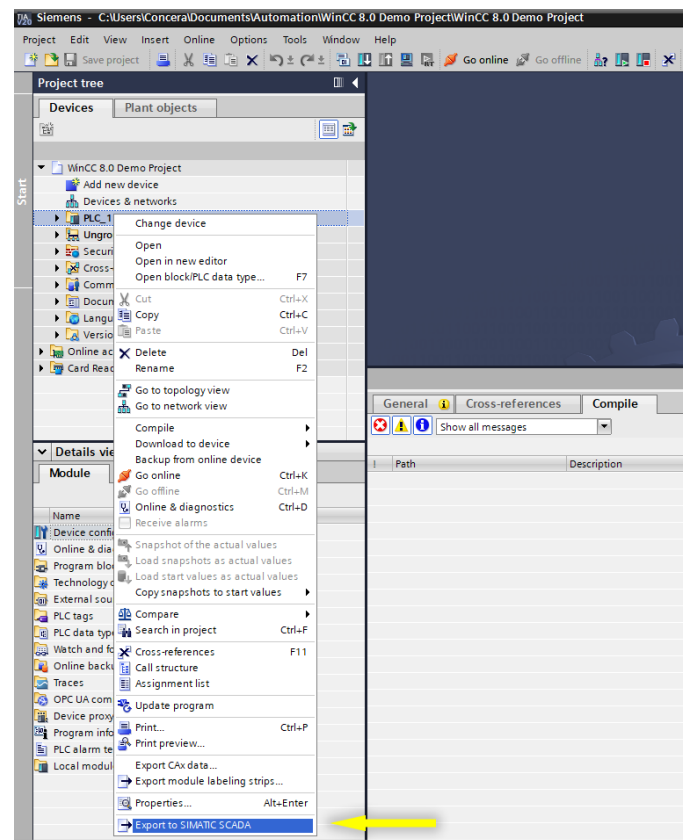 Siemens - C:\Users\Concera\Documents\Automation\WinCC 8.0 Demo Project\WinCC 8.0 Demo Project
Project Edit View Insert Online Options Tools Window Help
Save project Go online Go offline
Project tree
Devices Plant objects
Start
WinCC 8.0 Demo Project
Add new device
Devices & networks
PLC_1
Ungro
Securi
Cross-
Comm
Docum
Langu
Versio
Online ac
Card Read
Change device
Open
Open in new editor
Open block/PLC data type... F7
Cut Ctrl+X
Copy Ctrl+C
Paste Ctrl+V
Delete Del
Rename F2
Go to topology view
Go to network view
Compile
Download to device
Backup from online device
Go online Ctrl+K
Go offline Ctrl+M
Online & diagnostics Ctrl+D
Receive alarms
Snapshot of the actual values
Load snapshots as actual values
Load start values as actual values
Copy snapshots to start values
Compare
Search in project Ctrl+F
Cross-references F11
Call structure
Assignment list
Update program
Print... Ctrl+P
Print preview...
Export CAx data...
Export module labeling strips...
Properties... Alt+Enter
Export to SIMATIC SCADA
Details vie
Module
Name
Device confi
Online & dia
Program blo
Technology o
External sou
PLC tags
PLC data type
Watch and fo
Online backu
Traces
OPC UA com
Device proxy
Program info
PLC alarm te
Local modul
General Cross-references Compile
Show all messages
! Path Description